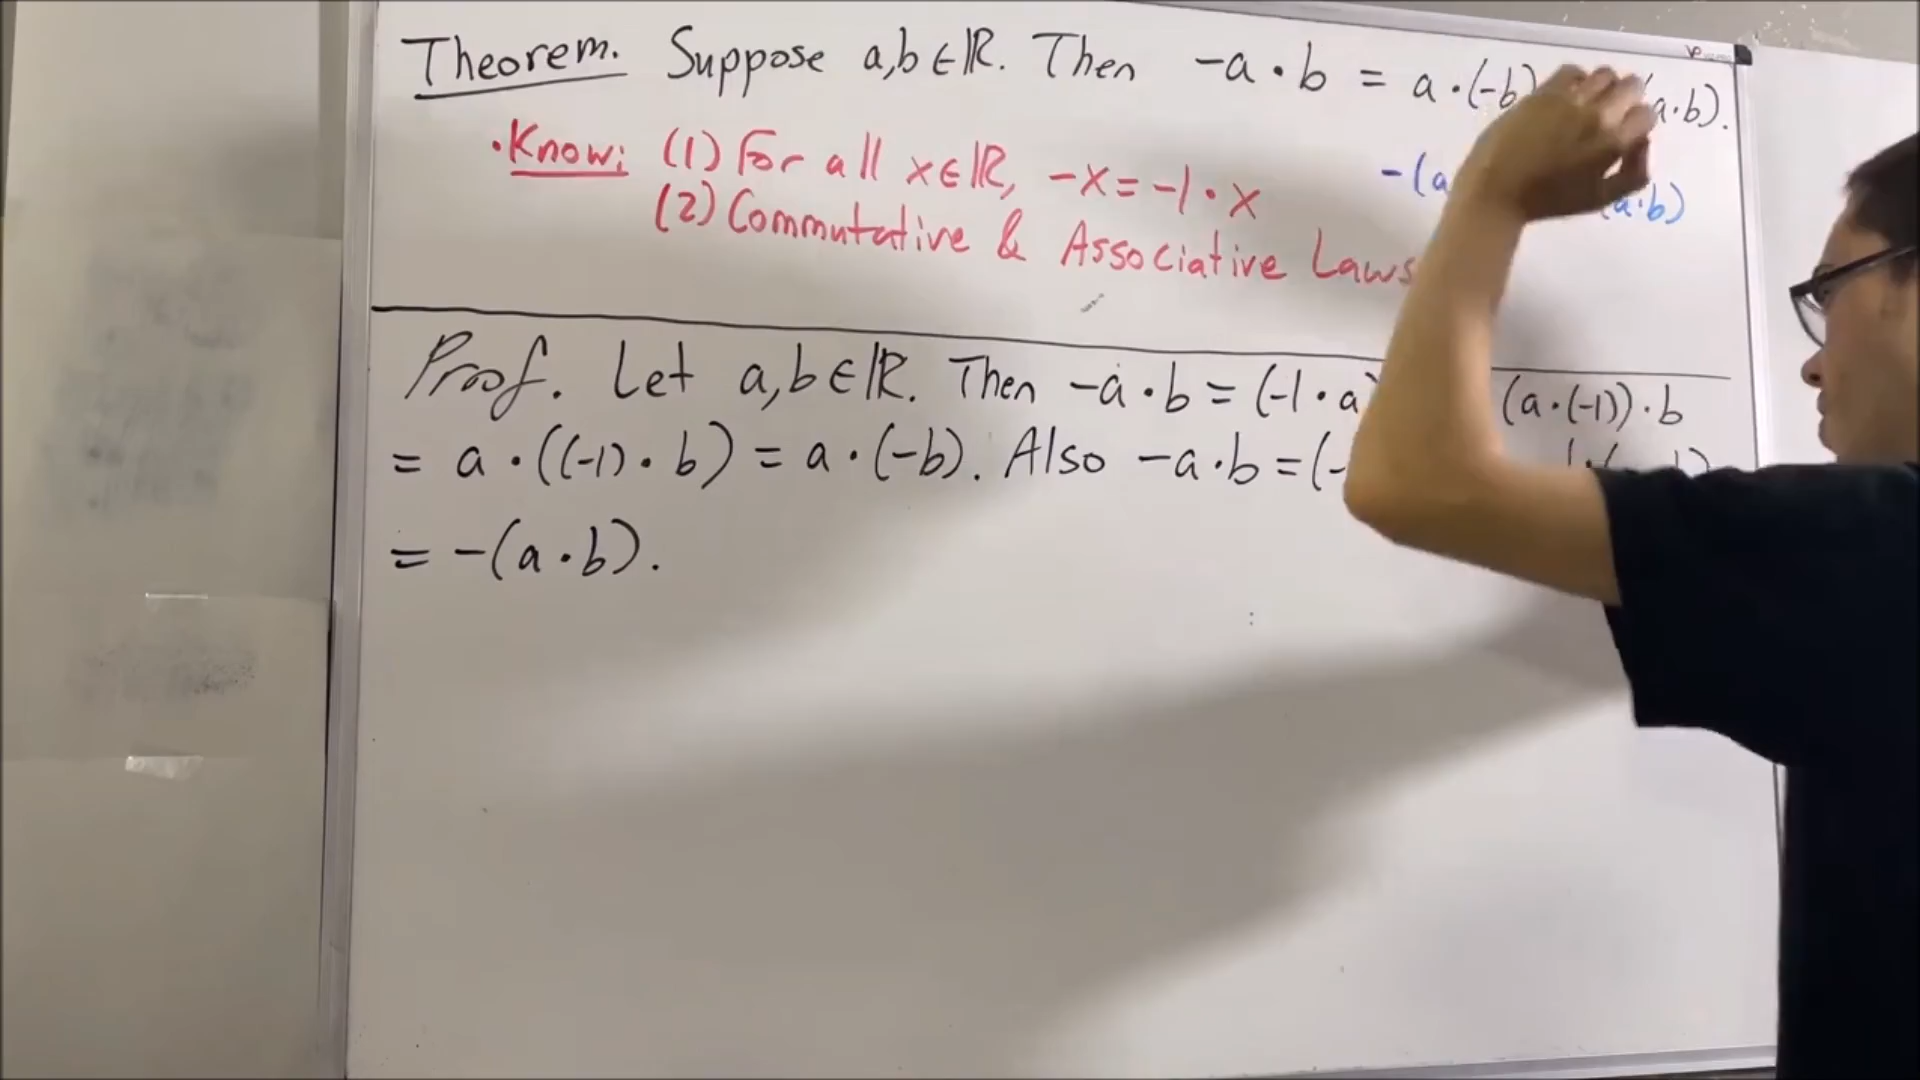 Theorem. Suppose a,b∈ℝ. Then -a·b = a·(-b) (a·b).
·Know: (1) For all x∈ℝ, -x=-1·x
-(a (a·b)
(2) Commutative & Associative Laws
Proof. Let a,b∈ℝ. Then -a·b = (-1·a) (a·(-1))·b
= a·((-1)·b) = a·(-b). Also -a·b=(-
= -(a·b).